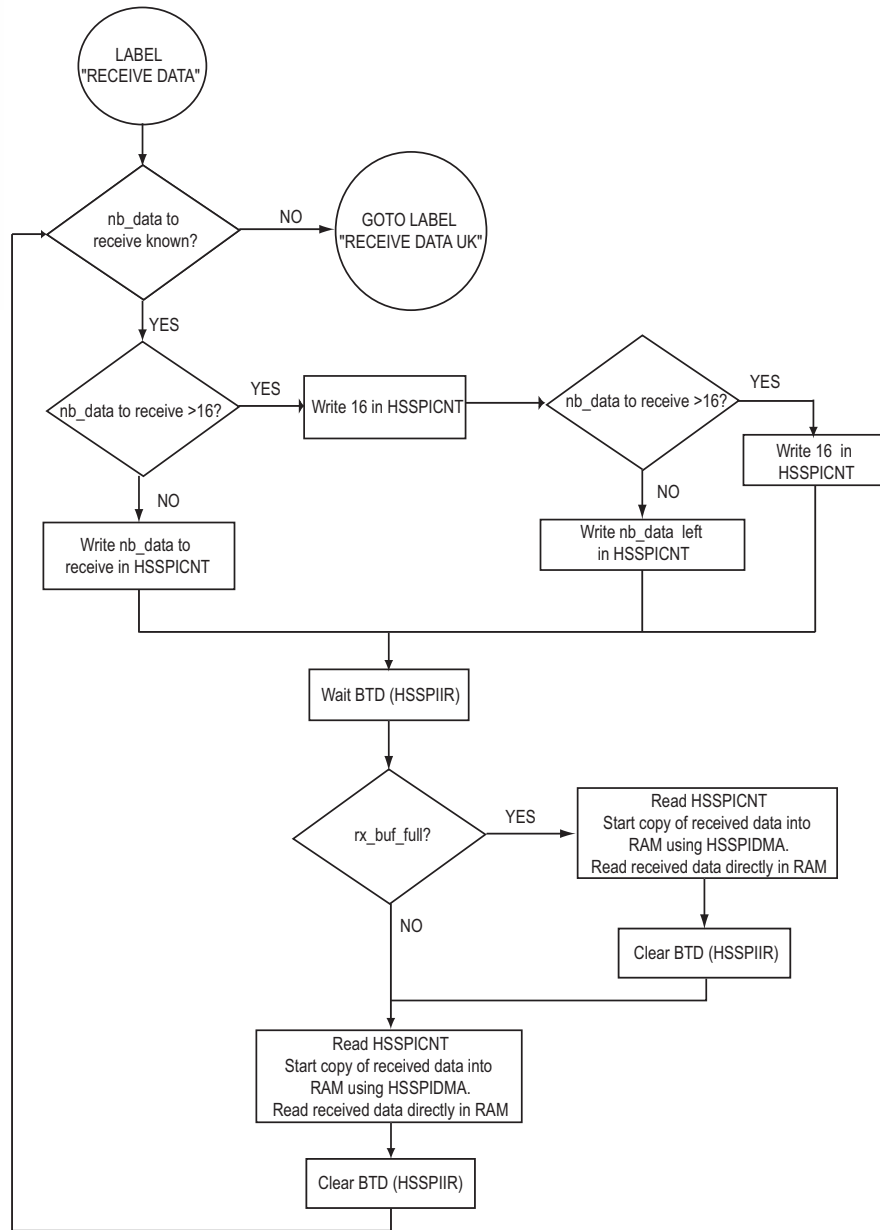 LABEL
"RECEIVE DATA"
nb_data to
receive known?
NO
GOTO LABEL
"RECEIVE DATA UK"
YES
nb_data to receive >16?
YES
Write 16 in HSSPICNT
nb_data to receive >16?
YES
Write 16  in
HSSPICNT
NO
Write nb_data to
receive in HSSPICNT
NO
Write nb_data  left
in HSSPICNT
Wait BTD (HSSPIIR)
rx_buf_full?
YES
Read HSSPICNT
Start copy of received data into
RAM using HSSPIDMA.
Read received data directly in RAM
NO
Clear BTD (HSSPIIR)
Read HSSPICNT
Start copy of received data into
RAM using HSSPIDMA.
Read received data directly in RAM
Clear BTD (HSSPIIR)